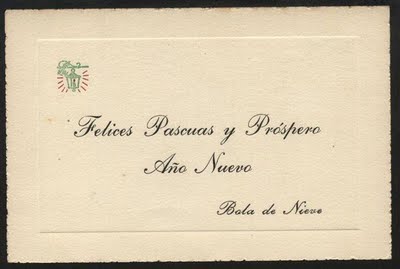 Felices Pascuas y Próspero
Año Nuevo
Bola de Nieve